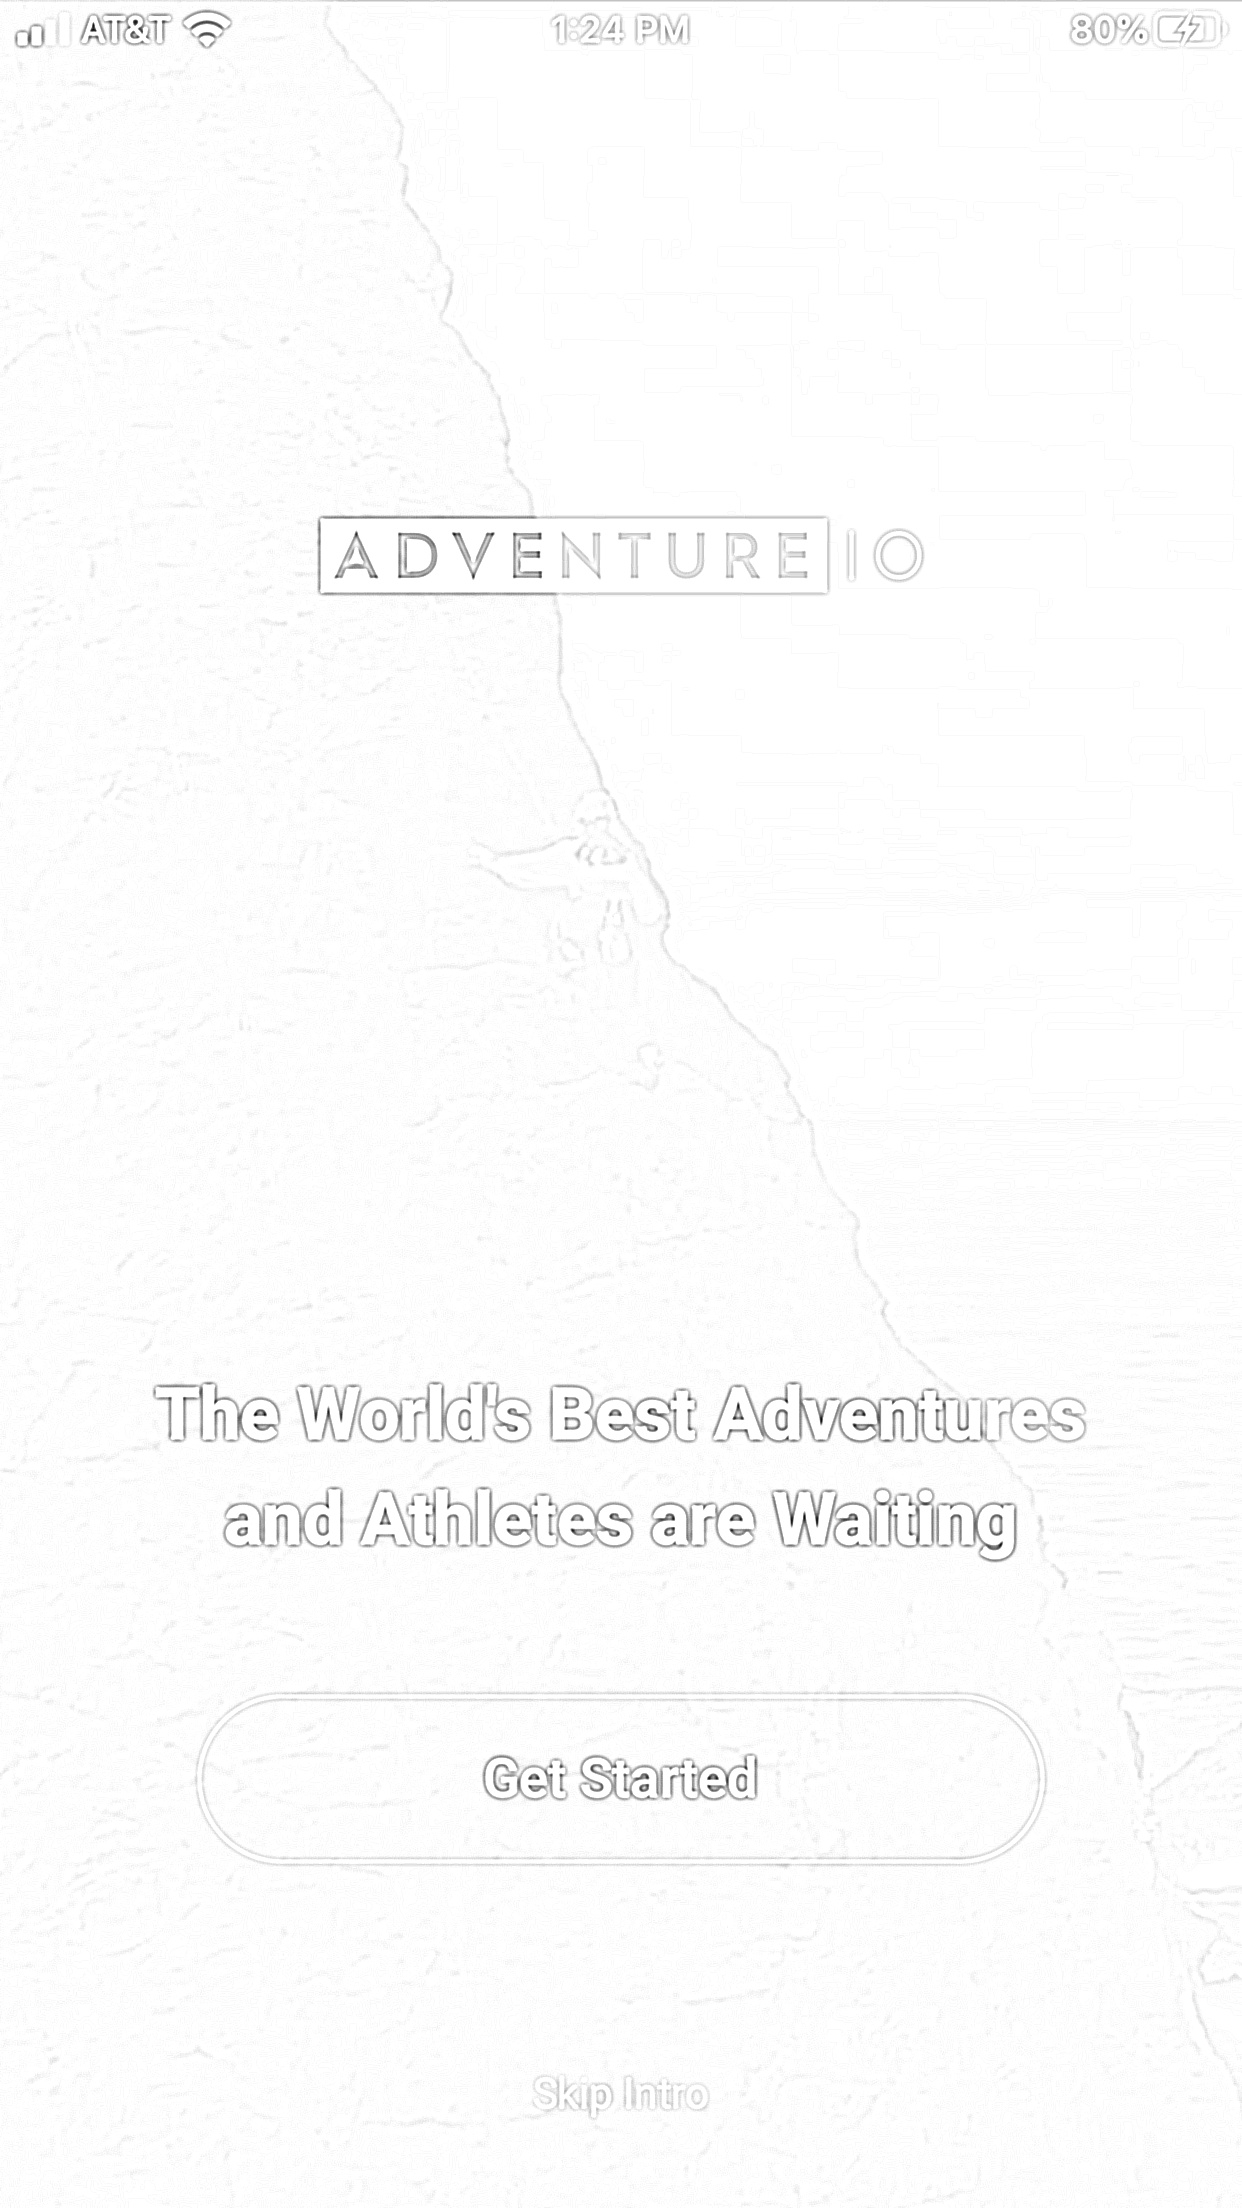 AT&T 1:24 PM 80%
ADVENTURE IO
The World's Best Adventures
and Athletes are Waiting
Get Started
Skip Intro